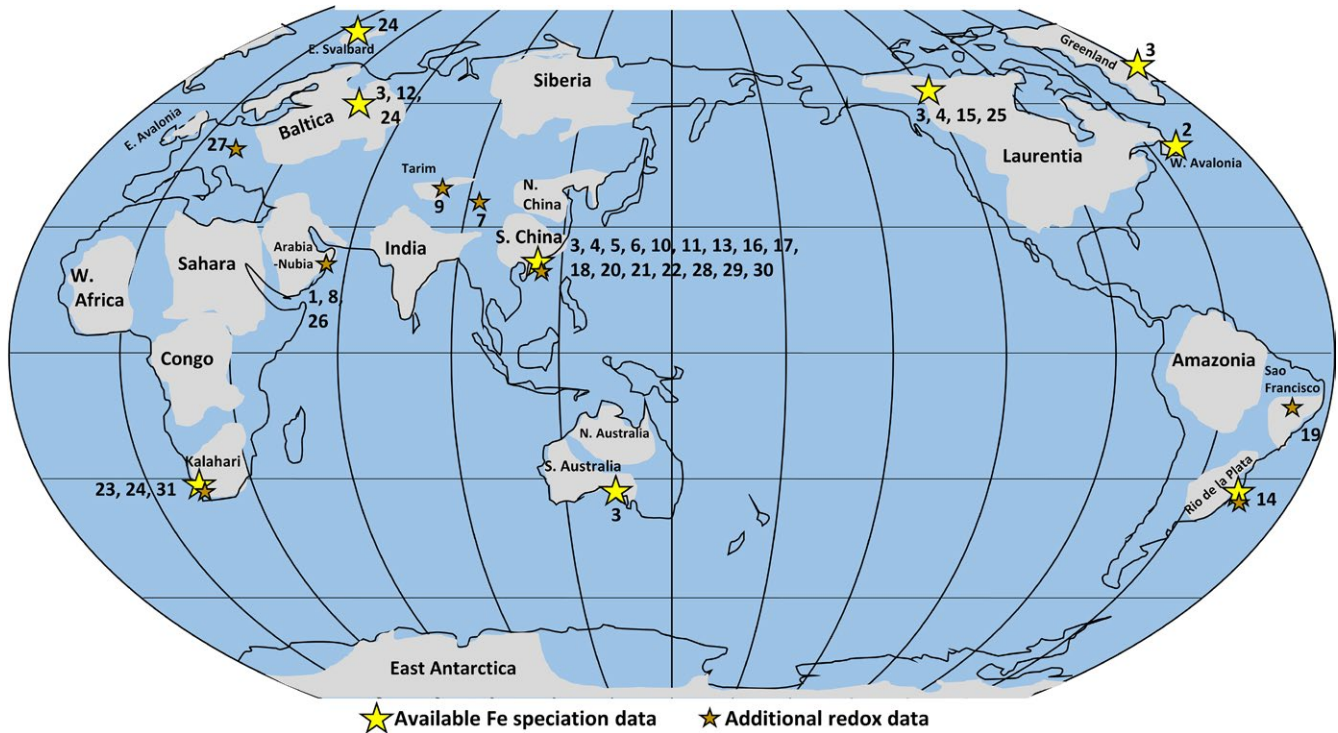 24
E. Svalbard
Greenland
3
Siberia
3, 12,
24
Baltica
E. Avalonia
27
3, 4, 15, 25
2
W. Avalonia
Laurentia
Tarim
9
7
N.
China
S. China
3, 4, 5, 6, 10, 11, 13, 16, 17,
18, 20, 21, 22, 28, 29, 30
India
Arabia
-Nubia
Sahara
W.
Africa
1, 8,
26
Congo
Amazonia
Sao
Francisco
19
N. Australia
S. Australia
3
Kalahari
23, 24, 31
Rio de la Plata
14
East Antarctica
Available Fe speciation data
Additional redox data